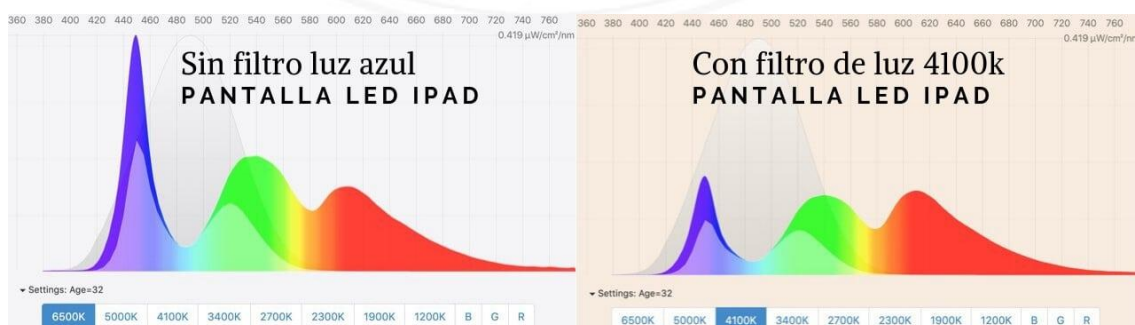 360 380 400 420 440 460 480 500 520 540 560 580 600 620 640 660 680 700 720 740 760
0.419 μW/cm²/nm
Sin filtro luz azul
PANTALLA LED IPAD
Settings: Age=32
6500K 5000K 4100K 3400K 2700K 2300K 1900K 1200K B G R
360 380 400 420 440 460 480 500 520 540 560 580 600 620 640 660 680 700 720 740 760
0.419 μW/cm²/nm
Con filtro de luz 4100k
PANTALLA LED IPAD
Settings: Age=32
6500K 5000K 4100K 3400K 2700K 2300K 1900K 1200K B G R